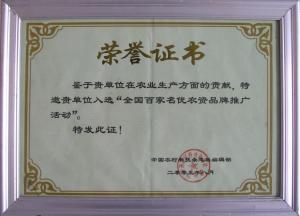 荣誉证书
鉴于贵单位在农业生产方面的贡献，特
邀贵单位入选“全国百家名优农资品牌推广
活动”。
特发此证！